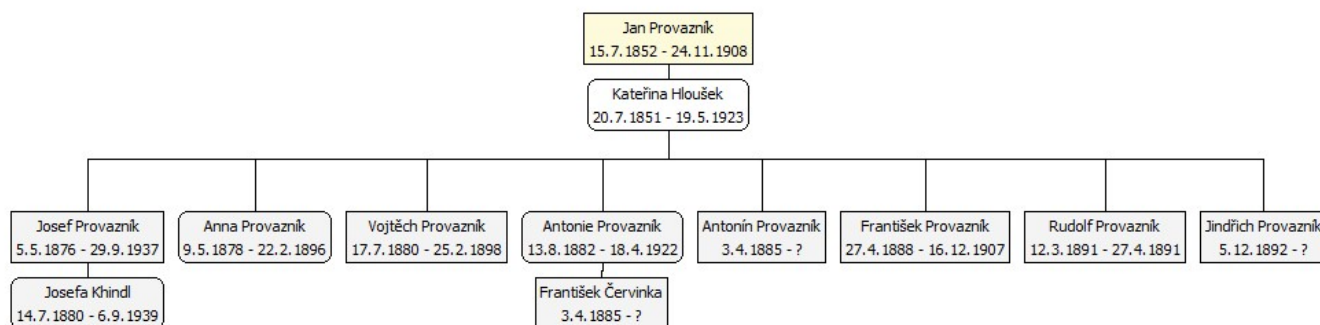 Jan Provazník
15.7.1852 - 24.11.1908
Kateřina Hloušek
20.7.1851 - 19.5.1923
Josef Provazník
5.5.1876 - 29.9.1937
Anna Provazník
9.5.1878 - 22.2.1896
Vojtěch Provazník
17.7.1880 - 25.2.1898
Antonie Provazník
13.8.1882 - 18.4.1922
Antonín Provazník
3.4.1885 - ?
František Provazník
27.4.1888 - 16.12.1907
Rudolf Provazník
12.3.1891 - 27.4.1891
Jindřich Provazník
5.12.1892 - ?
Josefa Khindl
14.7.1880 - 6.9.1939
František Červinka
3.4.1885 - ?